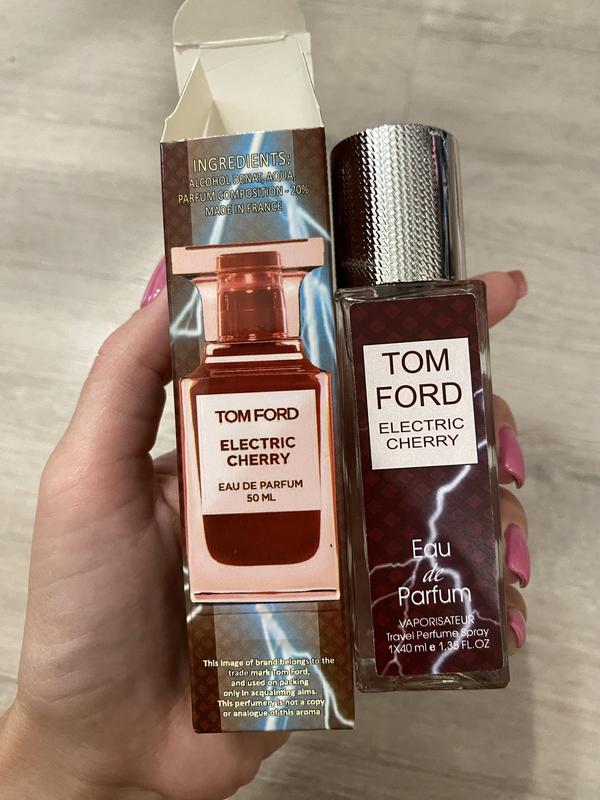 INGREDIENTS:
ALCOHOL DENAT, AQUA,
PARFUM COMPOSITION - 20%
MADE IN FRANCE
TOM FORD
ELECTRIC
CHERRY
EAU DE PARFUM
50 ML
This image of brand belongs to the
trade mark Tom Ford,
and used on packing
only in acquainting aims.
This perfumery is not a copy
or analogue of this aroma
TOM
FORD
ELECTRIC
CHERRY
Eau
de
Parfum
VAPORISATEUR
Travel Perfume Spray
1X40 ml e 1,35 FL.OZ